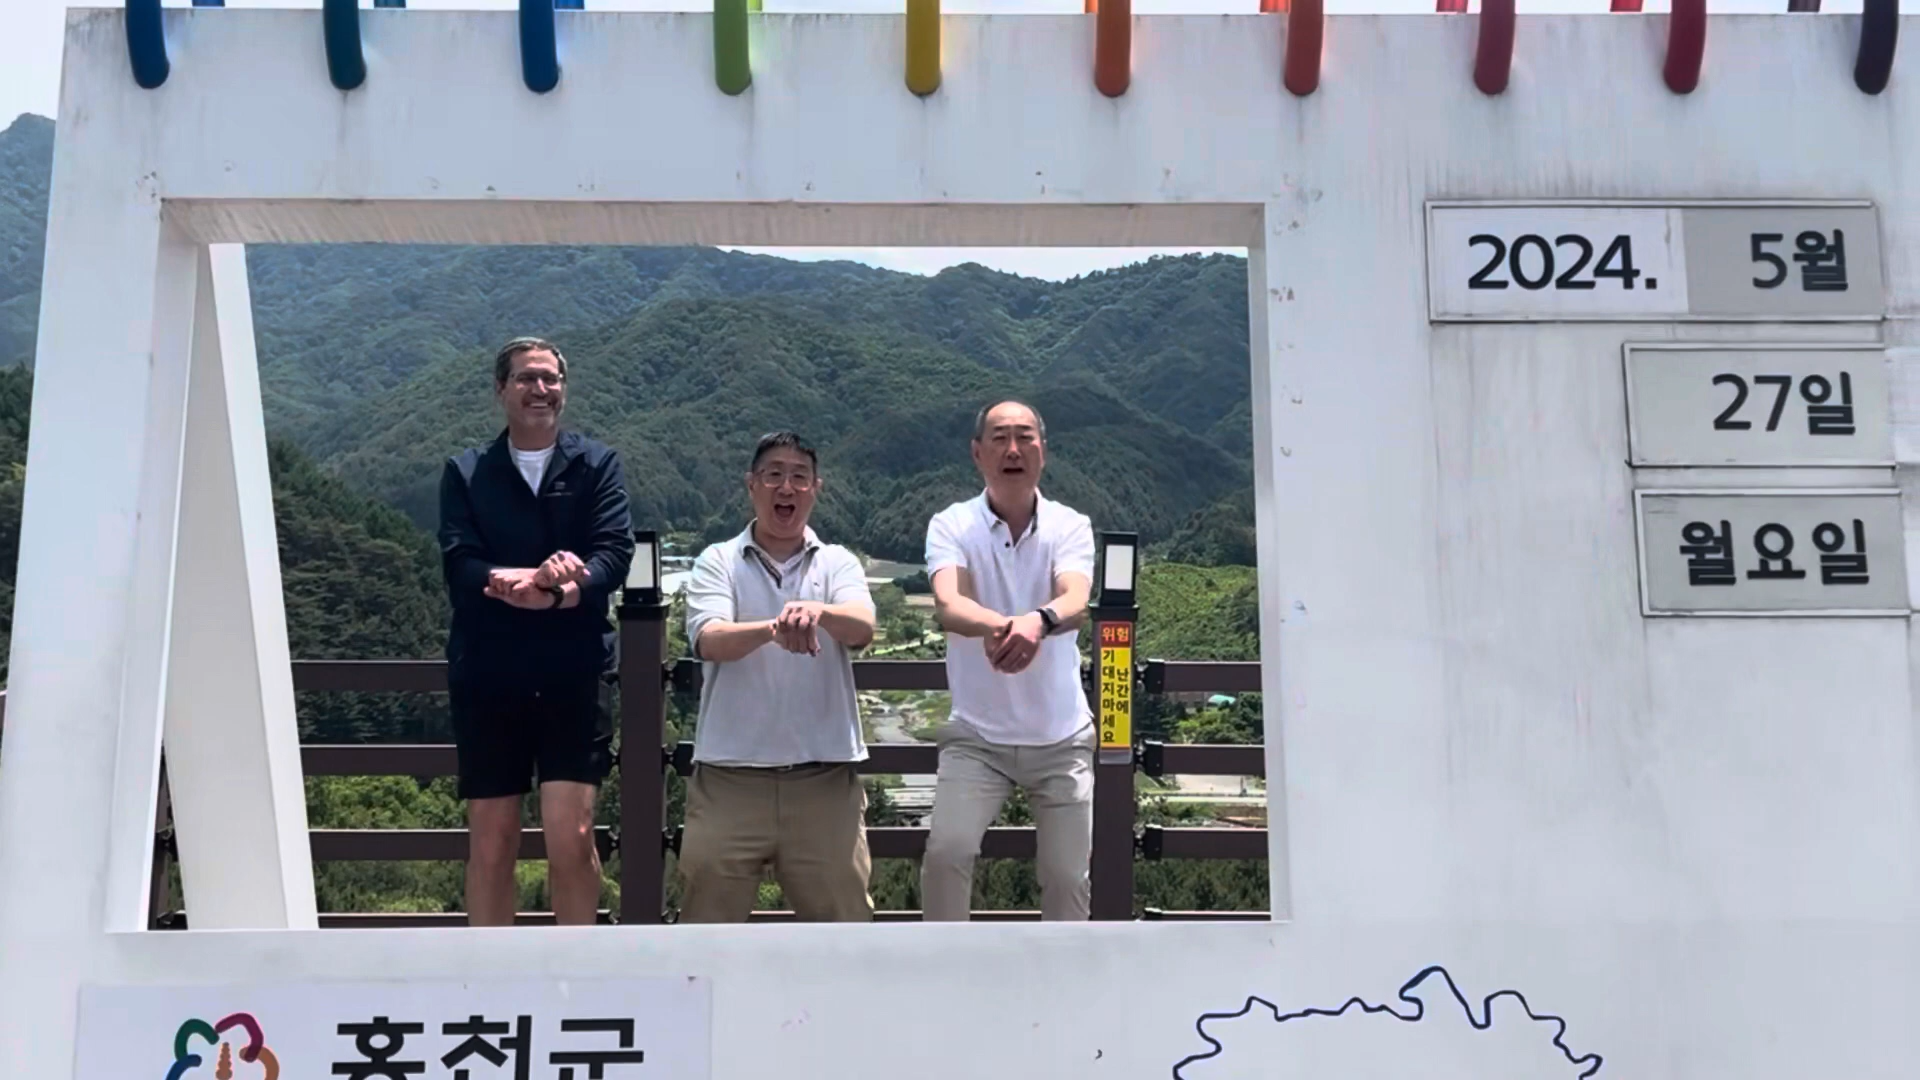 2024. 5월
27일
월요일
위험
난간에
기대지마세요
홍천군